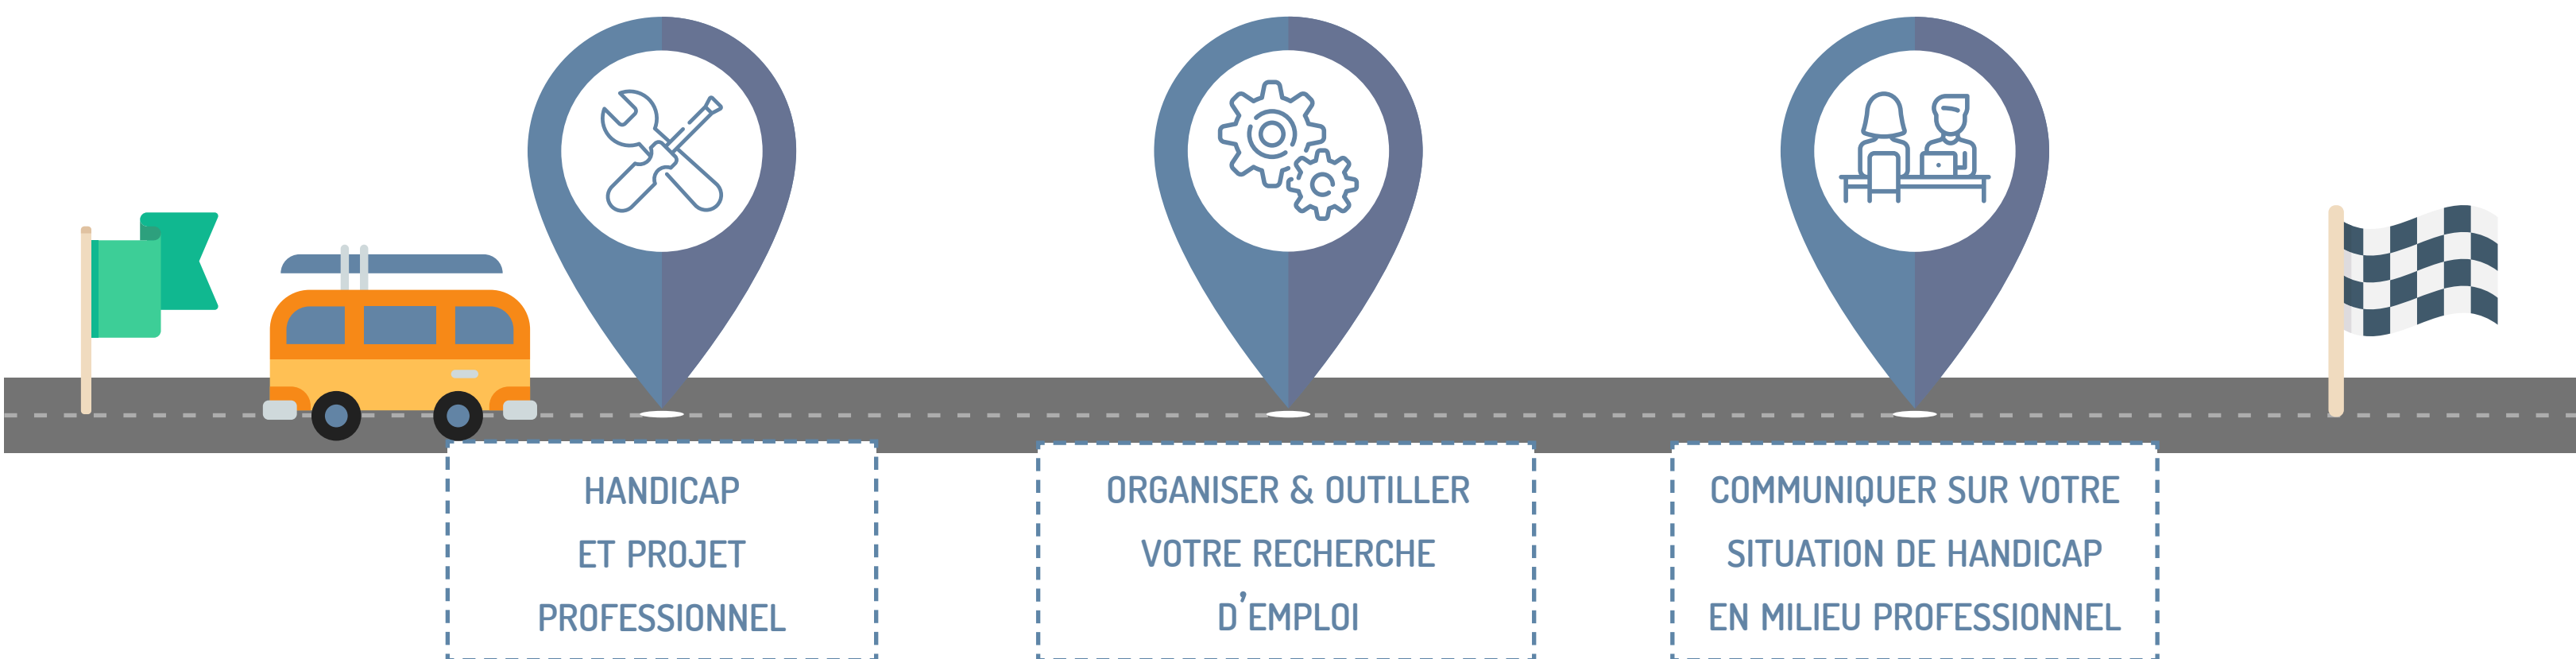 HANDICAP
ET PROJET
PROFESSIONNEL
ORGANISER & OUTILLER
VOTRE RECHERCHE
D'EMPLOI
COMMUNIQUER SUR VOTRE
SITUATION DE HANDICAP
EN MILIEU PROFESSIONNEL